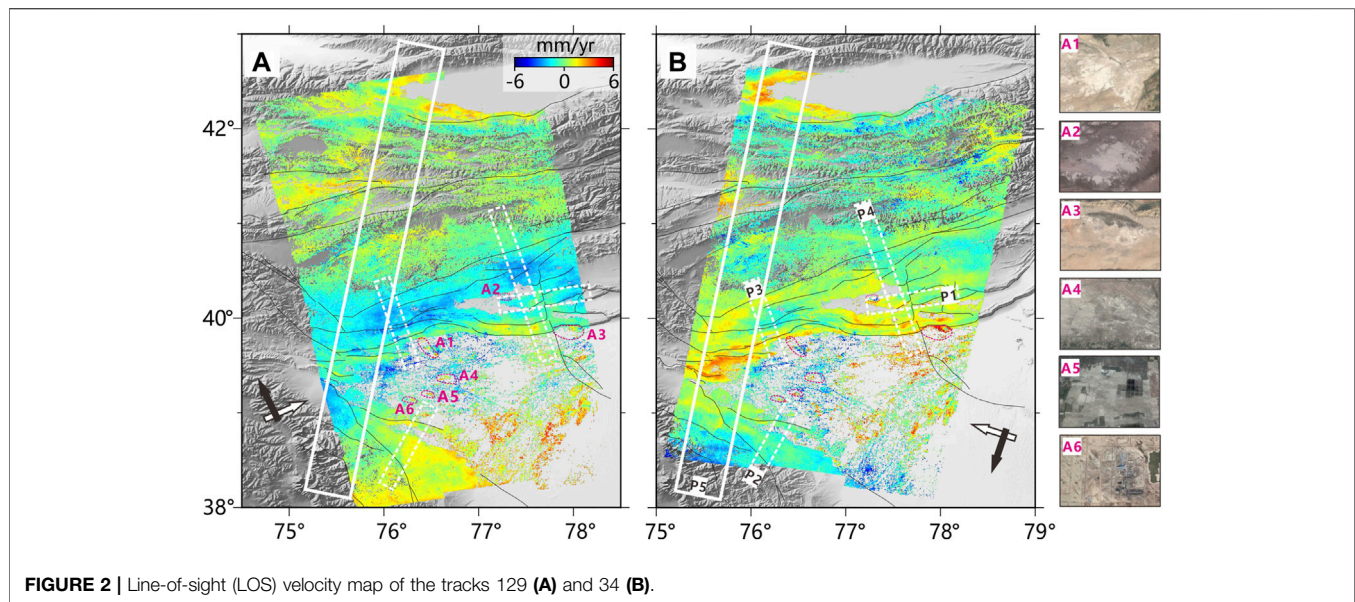 A
mm/yr
-6 0 6
B
42°
40°
38°
A2
A1
A3
A4
A5
A6
P4
P3
P1
P2
P5
75° 76° 77° 78°
75° 76° 77° 78° 79°
A1
A2
A3
A4
A5
A6
FIGURE 2 | Line-of-sight (LOS) velocity map of the tracks 129 (A) and 34 (B).